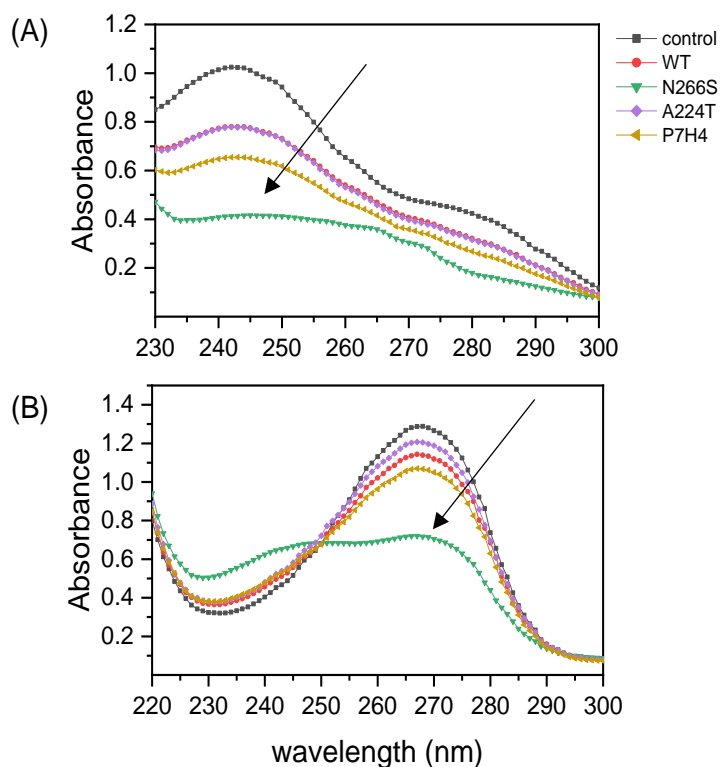 (A)
1.2
1.0
0.8
0.6
0.4
0.2
Absorbance
230 240 250 260 270 280 290 300
control
WT
N266S
A224T
P7H4
(B)
1.4
1.2
1.0
0.8
0.6
0.4
0.2
Absorbance
220 230 240 250 260 270 280 290 300
wavelength (nm)